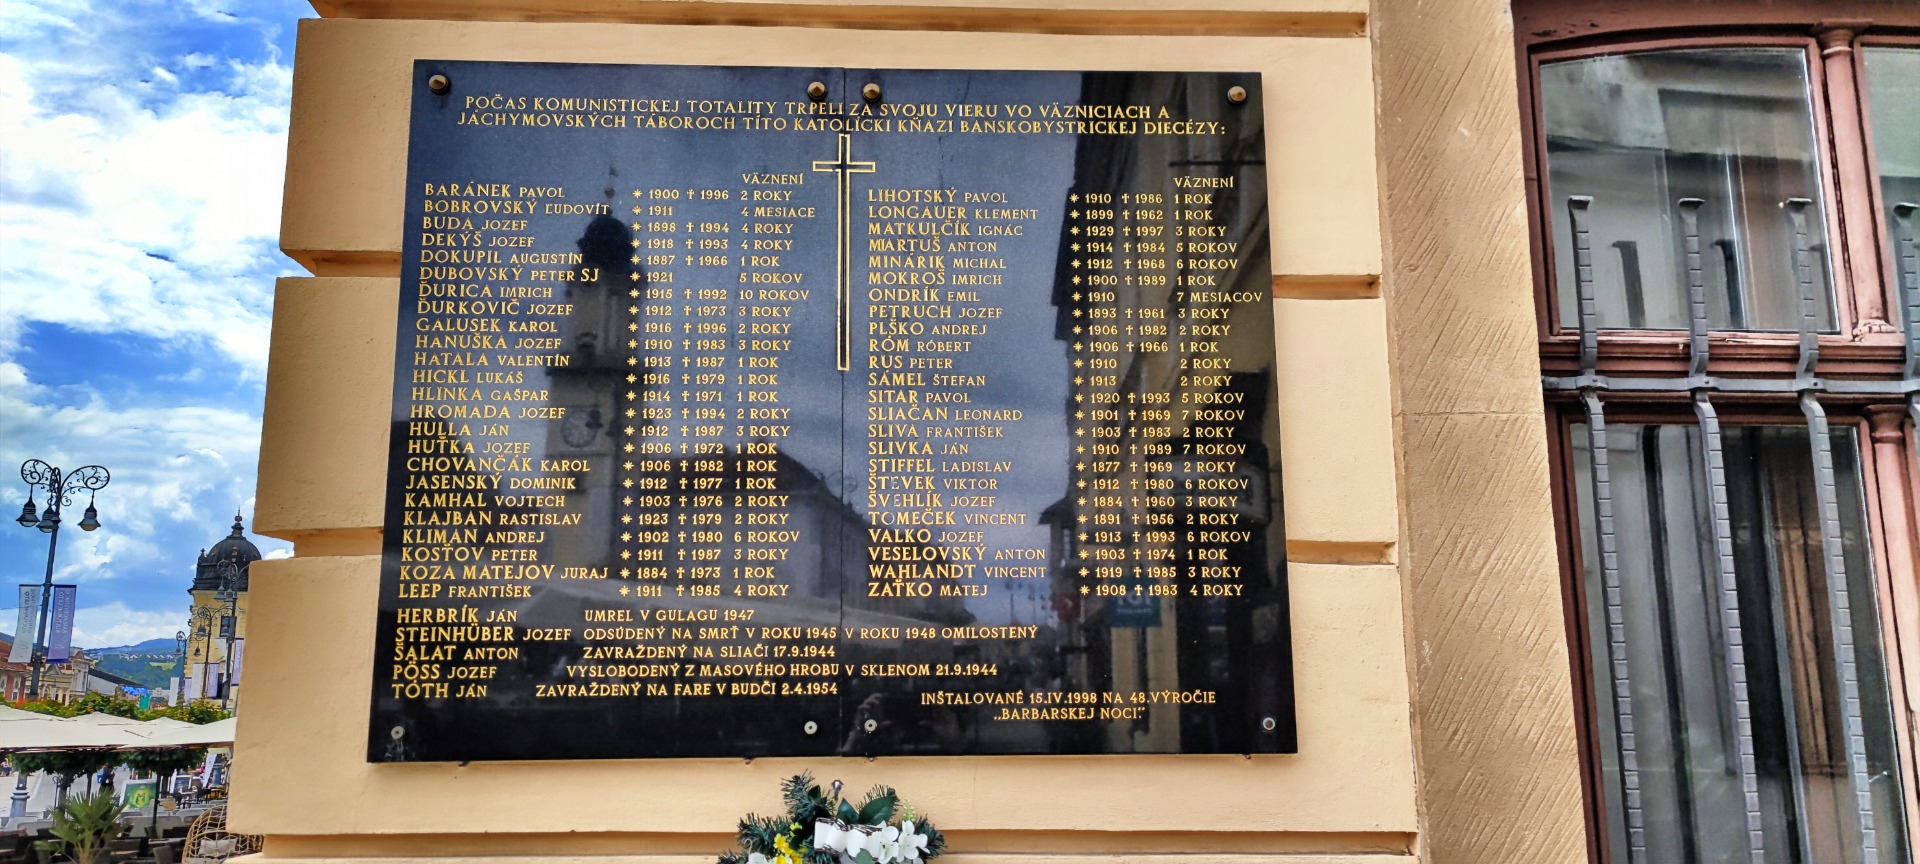 POČAS KOMUNISTICKEJ TOTALITY TRPELI ZA SVOJU VIERU VO VÄZNICIACH A
JÁCHYMOVSKÝCH TÁBOROCH TÍTO KATOLÍCKI KŇAZI BANSKOBYSTRICKEJ DIECÉZY:
VÄZNENÍ
BARÁNEK PAVOL * 1900 † 1996 2 ROKY
BOBROVSKÝ ĽUDOVÍT * 1911 4 MESIACE
BUDA JOZEF * 1898 † 1994 4 ROKY
DEKÝŠ JOZEF * 1918 † 1993 4 ROKY
DOKUPIL AUGUSTÍN * 1887 † 1966 1 ROK
DUBOVSKÝ PETER SJ * 1921 5 ROKOV
ĎURICA IMRICH * 1915 † 1992 10 ROKOV
ĎURKOVIČ JOZEF * 1912 † 1973 3 ROKY
GALUSEK KAROL * 1916 † 1996 2 ROKY
HANUŠKA JOZEF * 1910 † 1983 3 ROKY
HATALA VALENTÍN * 1913 † 1987 1 ROK
HICKL LUKÁŠ * 1916 † 1979 1 ROK
HLINKA GAŠPAR * 1914 † 1971 1 ROK
HROMADA JOZEF * 1923 † 1994 2 ROKY
HULLA JÁN * 1912 † 1987 3 ROKY
HUŤKA JOZEF * 1906 † 1972 1 ROK
CHOVANČÁK KAROL * 1906 † 1982 1 ROK
JASENSKÝ DOMINIK * 1912 † 1977 1 ROK
KAMHAL VOJTECH * 1903 † 1976 2 ROKY
KLAJBAN RASTISLAV * 1923 † 1979 2 ROKY
KLIMAN ANDREJ * 1902 † 1980 6 ROKOV
KOSŤOV PETER * 1911 † 1987 3 ROKY
KOZA MATEJOV JURAJ * 1884 † 1973 1 ROK
LEEP FRANTIŠEK * 1911 † 1985 4 ROKY
VÄZNENÍ
LIHOTSKÝ PAVOL * 1910 † 1986 1 ROK
LONGAUER KLEMENT * 1899 † 1962 1 ROK
MATKULČÍK IGNÁC * 1929 † 1997 3 ROKY
MARTUŠ ANTON * 1914 † 1984 5 ROKOV
MINÁRIK MICHAL * 1912 † 1968 6 ROKOV
MOKROŠ IMRICH * 1900 † 1989 1 ROK
ONDRÍK EMIL * 1910 7 MESIACOV
PETRUCH JOZEF * 1893 † 1961 3 ROKY
PLŠKO ANDREJ * 1906 † 1982 2 ROKY
RÓM RÓBERT * 1906 † 1966 1 ROK
RUS PETER * 1910 2 ROKY
SÁMEL ŠTEFAN * 1913 2 ROKY
SITAR PAVOL * 1920 † 1993 5 ROKOV
SLIAČAN LEONARD * 1901 † 1969 7 ROKOV
SLIVA FRANTIŠEK * 1903 † 1983 2 ROKY
SLIVKA JÁN * 1910 † 1989 7 ROKOV
STIFFEL LADISLAV * 1877 † 1969 2 ROKY
ŠTEVEK VIKTOR * 1912 † 1980 6 ROKOV
ŠVEHLÍK JOZEF * 1884 † 1960 3 ROKY
TOMEČEK VINCENT * 1891 † 1956 2 ROKY
VALKO JOZEF * 1913 † 1993 6 ROKOV
VESELOVSKÝ ANTON * 1903 † 1974 1 ROK
WAHLANDT VINCENT * 1919 † 1985 3 ROKY
ZAŤKO MATEJ * 1908 † 1983 4 ROKY
HERBRÍK JÁN UMREL V GULAGU 1947
STEINHÜBER JOZEF ODSÚDENÝ NA SMRŤ V ROKU 1945 V ROKU 1948 OMILOSTENÝ
ŠALAT ANTON ZAVRAŽDENÝ NA SLIAČI 17.9.1944
PÖSS JOZEF VYSLOBODENÝ Z MASOVÉHO HROBU V SKLENOM 21.9.1944
TÓTH JÁN ZAVRAŽDENÝ NA FARE V BUDČI 2.4.1954
INŠTALOVANÉ 15.IV.1998 NA 48.VÝROČIE
„BARBARSKEJ NOCI."